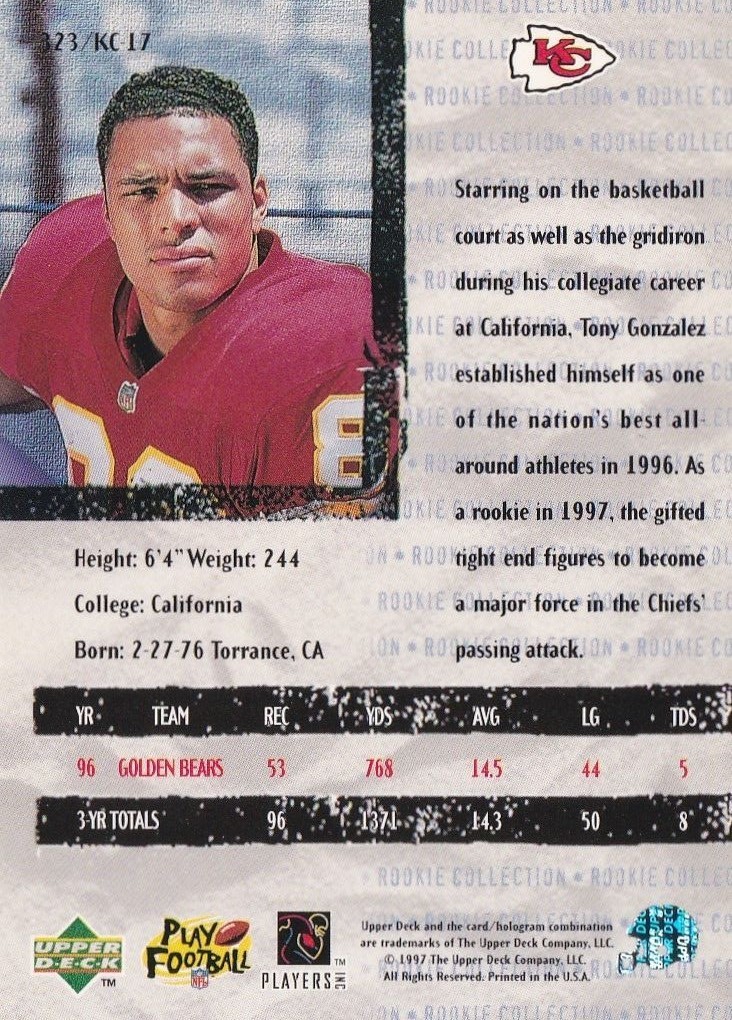 323/KC 17
KC
Starring on the basketball
court as well as the gridiron
during his collegiate career
at California, Tony Gonzalez
established himself as one
of the nation's best all-
around athletes in 1996. As
a rookie in 1997, the gifted
tight end figures to become
a major force in the Chiefs'
passing attack.
Height: 6'4" Weight: 244
College: California
Born: 2-27-76 Torrance, CA
YR TEAM REC YDS AVG LG TDS
96 GOLDEN BEARS 53 768 14.5 44 5
3-YR TOTALS 96 1371 14.3 50 8
ROOKIE COLLECTION • ROOKIE COLLECTION
UPPER DECK TM
PLAY FOOTBALL NFL
PLAYERS INC TM
Upper Deck and the card/hologram combination
are trademarks of The Upper Deck Company, LLC.
© 1997 The Upper Deck Company, LLC.
All Rights Reserved. Printed in the U.S.A.